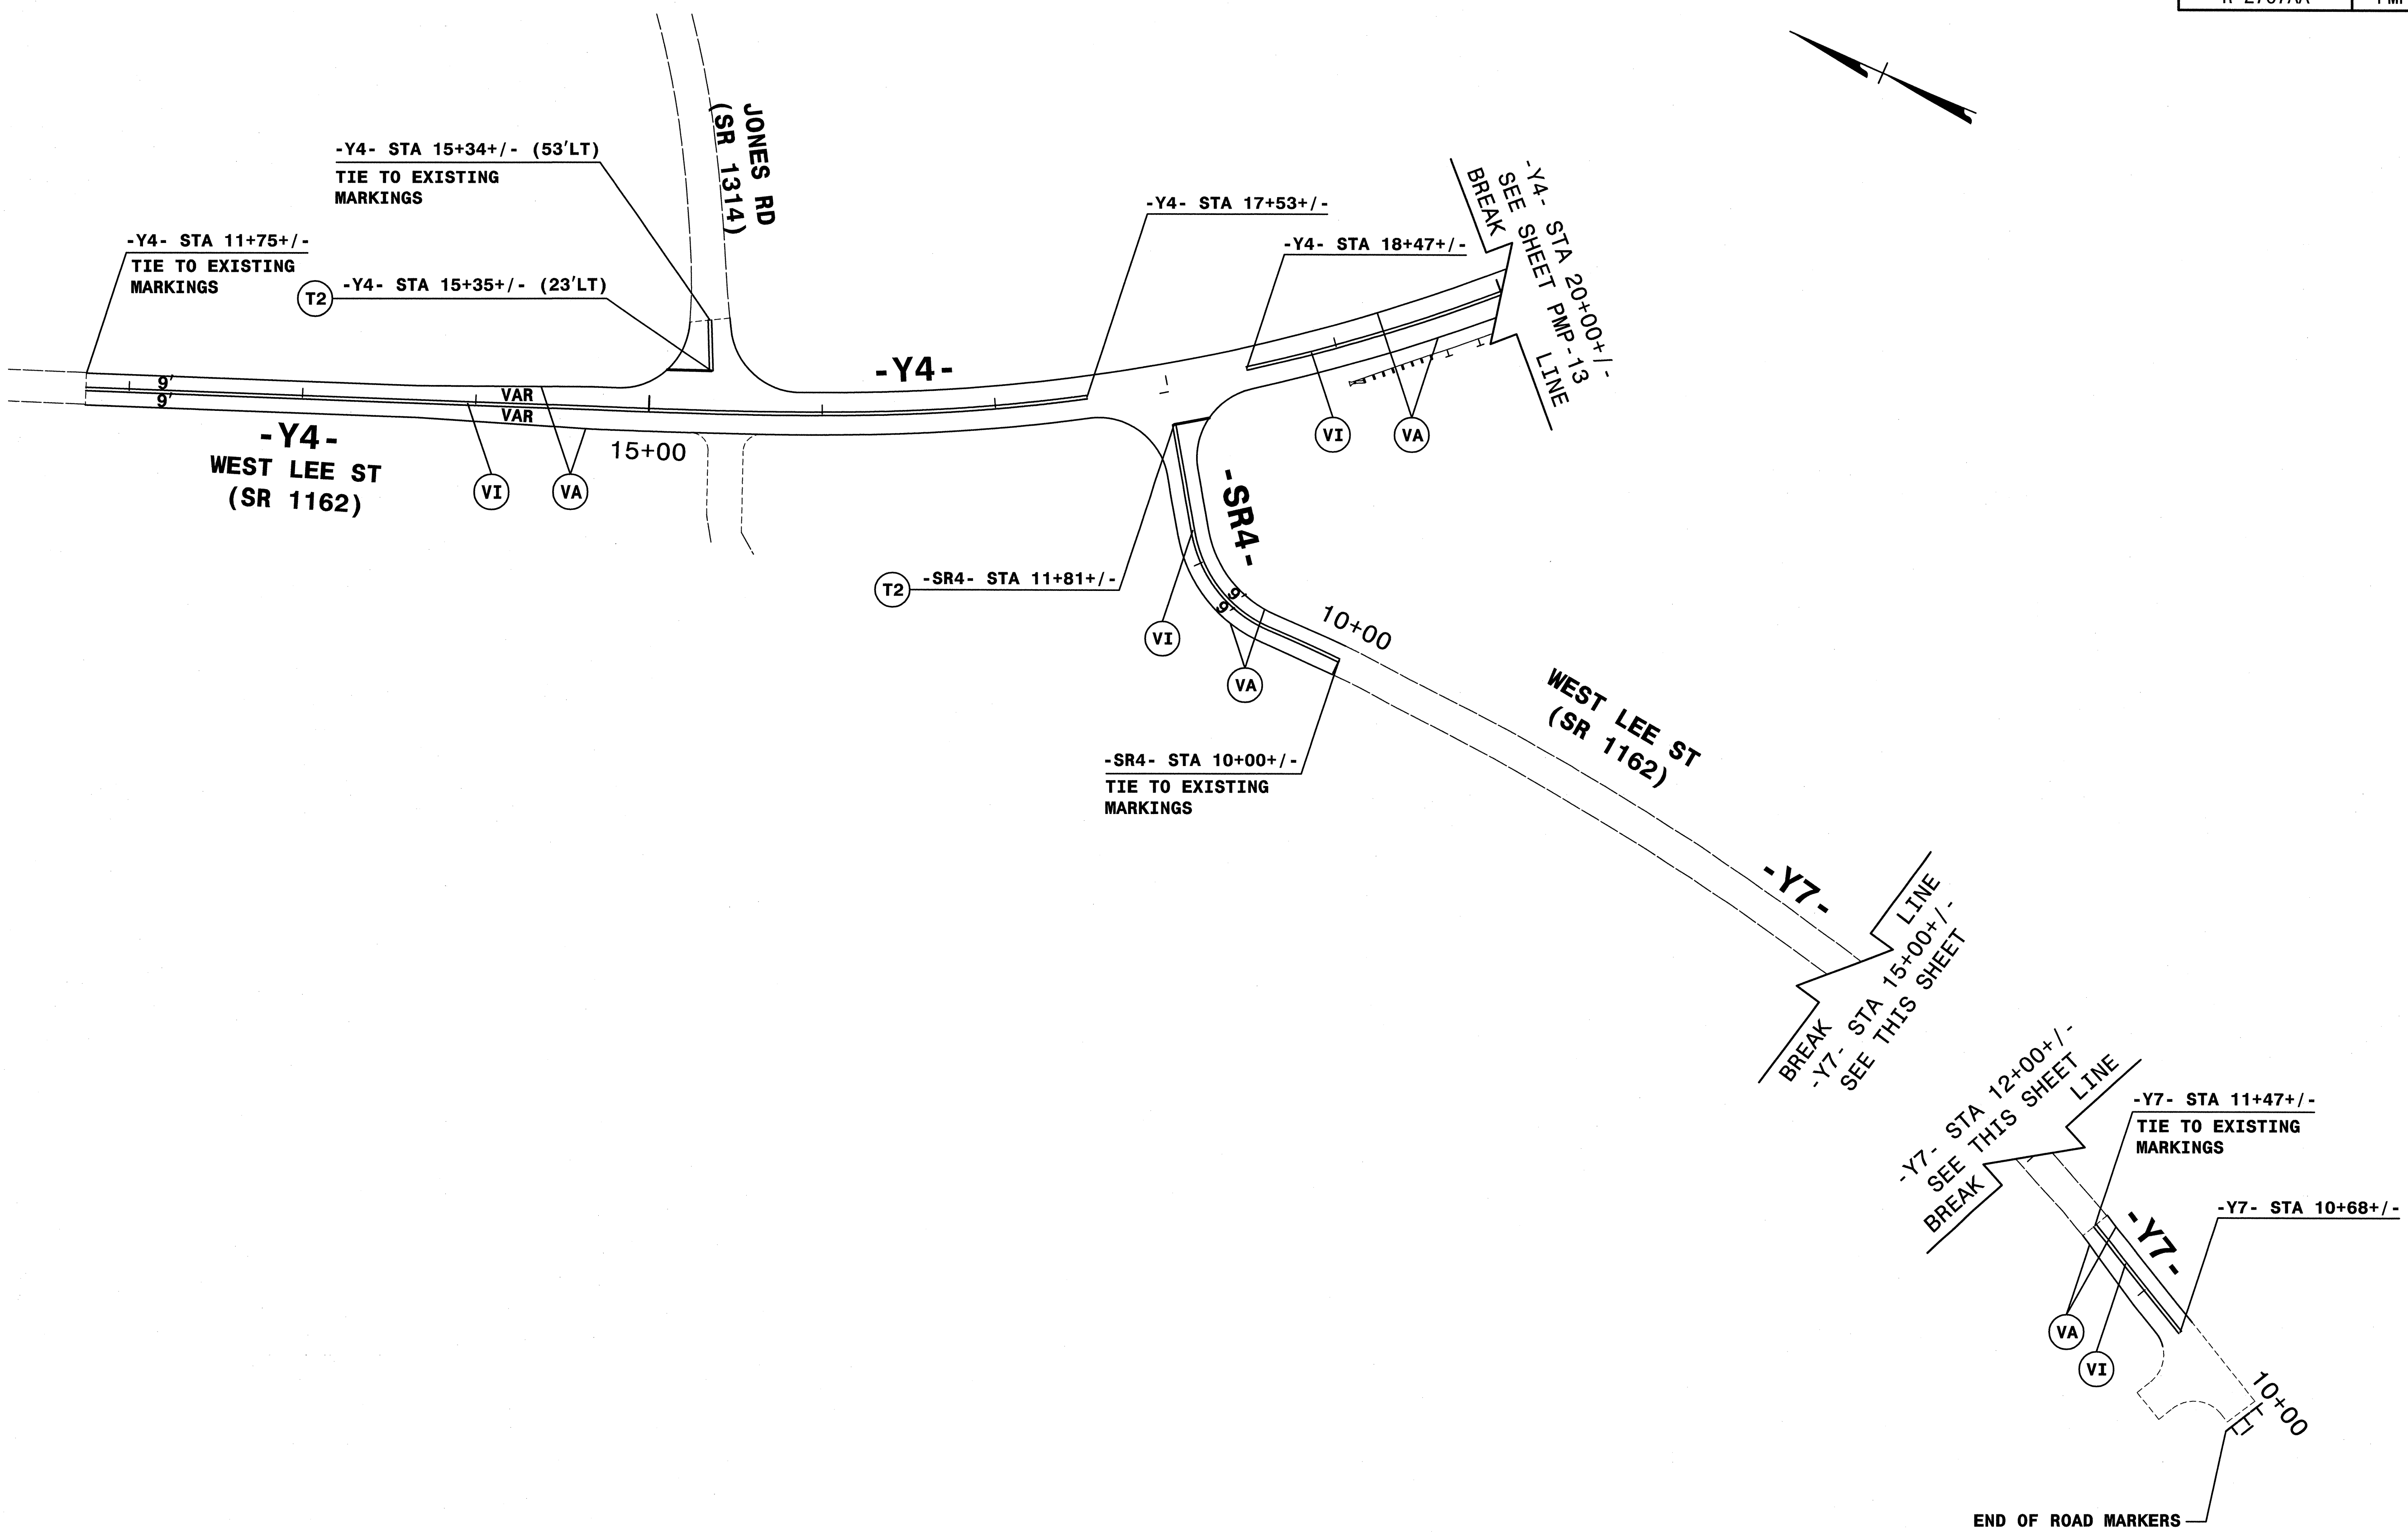 -Y4- STA 15+34+/- (53'LT)
TIE TO EXISTING
MARKINGS
JONES RD
(SR 1314)
-Y4- STA 11+75+/-
TIE TO EXISTING
MARKINGS
T2
-Y4- STA 15+35+/- (23'LT)
-Y4- STA 17+53+/-
-Y4- STA 18+47+/-
-Y4- STA 20+00+/-
SEE SHEET PMP-13
BREAK
LINE
9'
9'
VAR
VAR
-Y4-
-Y4-
WEST LEE ST
(SR 1162)
15+00
VI
VA
VI
VA
-SR4-
T2
-SR4- STA 11+81+/-
VI
9'
9'
VA
10+00
-SR4- STA 10+00+/-
TIE TO EXISTING
MARKINGS
WEST LEE ST
(SR 1162)
-Y7-
BREAK
LINE
-Y7- STA 15+00+/-
SEE THIS SHEET
-Y7- STA 12+00+/-
SEE THIS SHEET
BREAK
LINE
-Y7- STA 11+47+/-
TIE TO EXISTING
MARKINGS
-Y7-
-Y7- STA 10+68+/-
VA
VI
10+00
END OF ROAD MARKERS